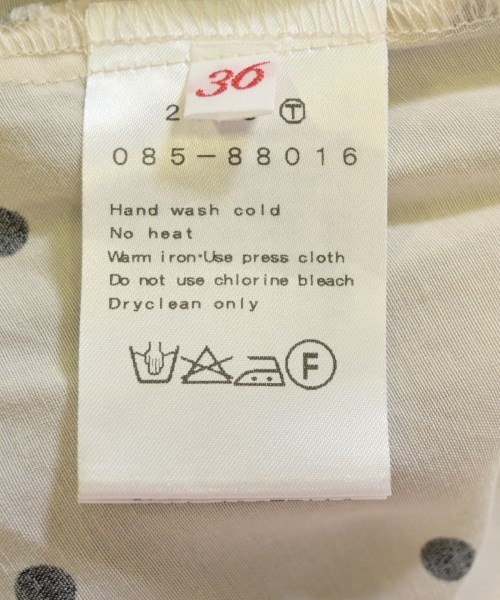 36
2 Ⓣ
085-88016
Hand wash cold
No heat
Warm iron·Use press cloth
Do not use chlorine bleach
Dryclean only
F